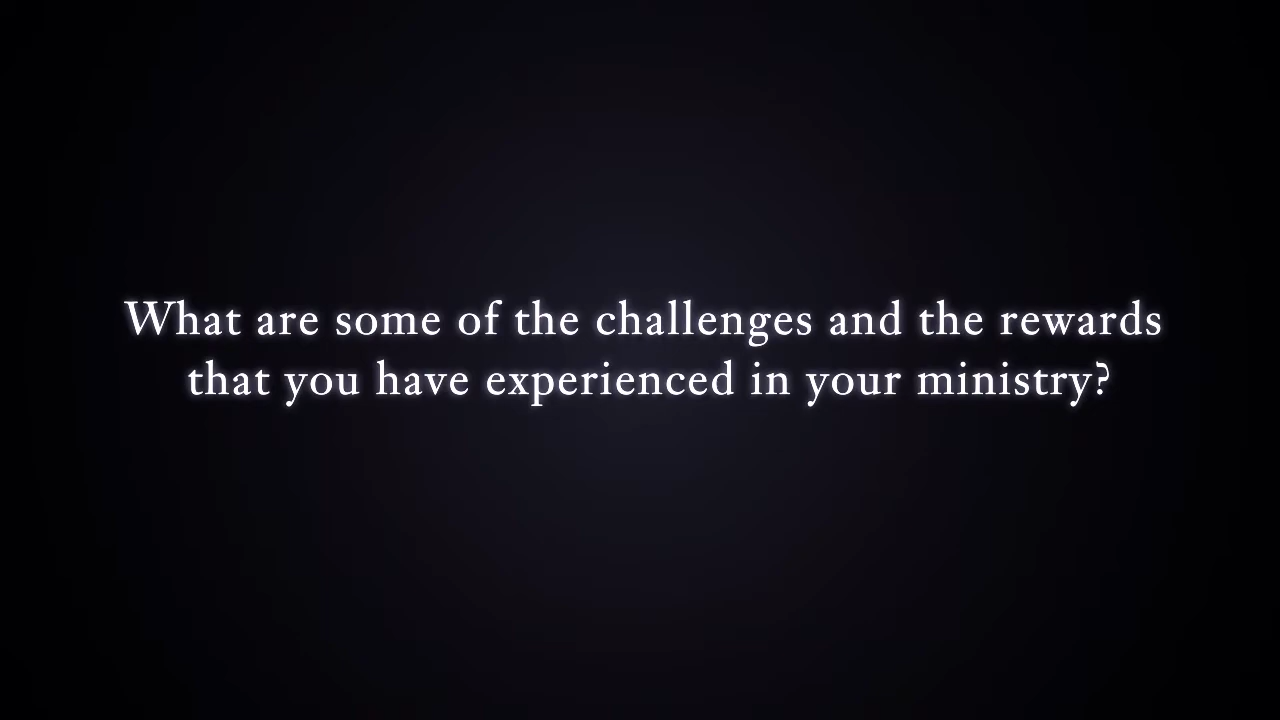 What are some of the challenges and the rewards
that you have experienced in your ministry?